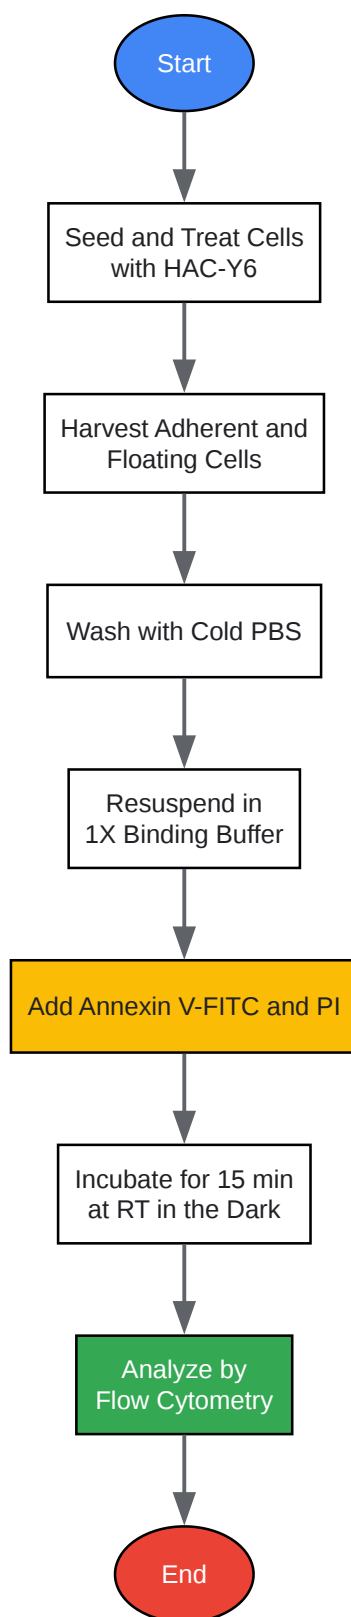 Start
Seed and Treat Cells
with HAC-Y6
Harvest Adherent and
Floating Cells
Wash with Cold PBS
Resuspend in
1X Binding Buffer
Add Annexin V-FITC and PI
Incubate for 15 min
at RT in the Dark
Analyze by
Flow Cytometry
End